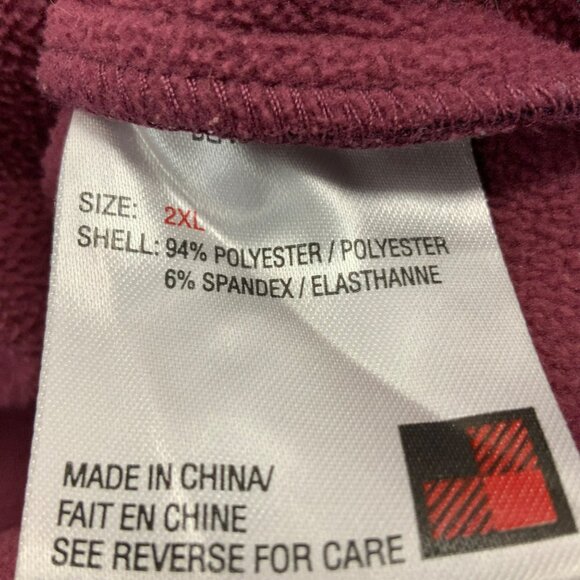 SIZE: 2XL
SHELL: 94% POLYESTER / POLYESTER
6% SPANDEX / ELASTHANNE
MADE IN CHINA/
FAIT EN CHINE
SEE REVERSE FOR CARE